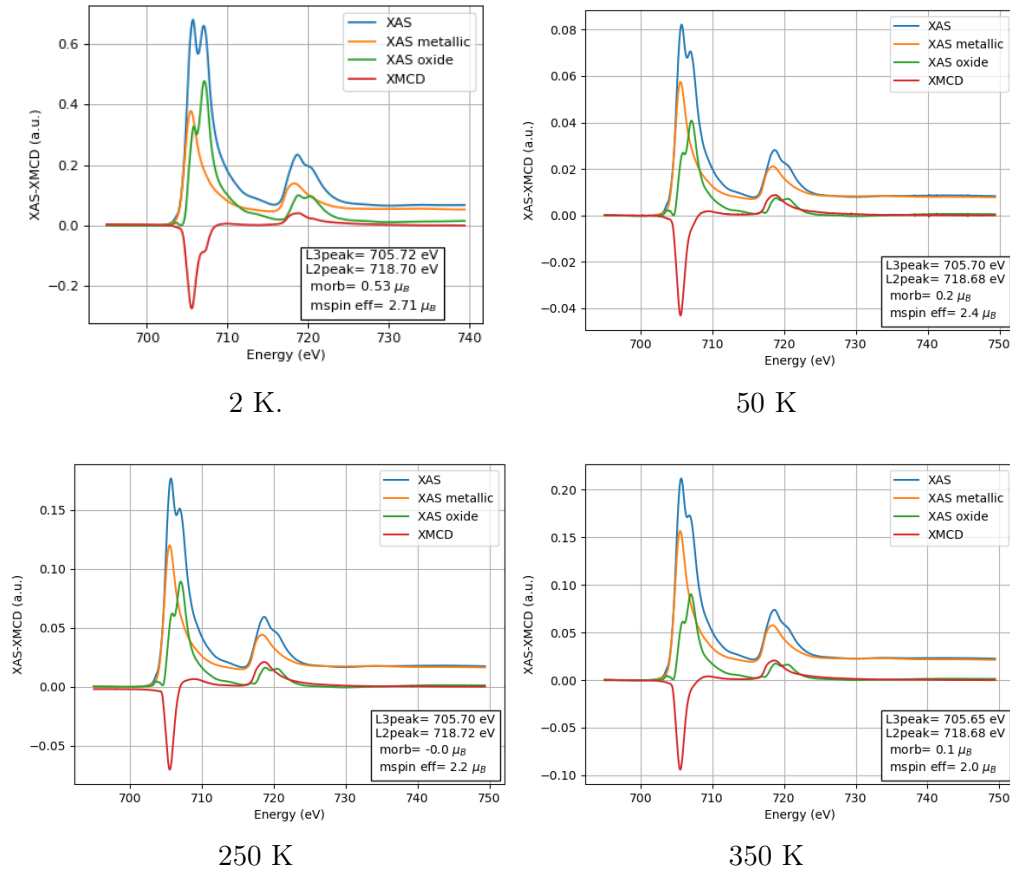 XAS
XAS metallic
XAS oxide
XMCD
0.6
0.4
0.2
0.0
−0.2
XAS-XMCD (a.u.)
L3peak= 705.72 eV
L2peak= 718.70 eV
morb= 0.53 μB
mspin eff= 2.71 μB
700 710 720 730 740
Energy (eV)
2 K.
XAS
XAS metallic
XAS oxide
XMCD
0.08
0.06
0.04
0.02
0.00
−0.02
−0.04
XAS-XMCD (a.u.)
L3peak= 705.70 eV
L2peak= 718.68 eV
morb= 0.2 μB
mspin eff= 2.4 μB
700 710 720 730 740 750
Energy (eV)
50 K
XAS
XAS metallic
XAS oxide
XMCD
0.15
0.10
0.05
0.00
−0.05
XAS-XMCD (a.u.)
L3peak= 705.70 eV
L2peak= 718.72 eV
morb= -0.0 μB
mspin eff= 2.2 μB
700 710 720 730 740 750
Energy (eV)
250 K
XAS
XAS metallic
XAS oxide
XMCD
0.20
0.15
0.10
0.05
0.00
−0.05
−0.10
XAS-XMCD (a.u.)
L3peak= 705.65 eV
L2peak= 718.68 eV
morb= 0.1 μB
mspin eff= 2.0 μB
700 710 720 730 740 750
Energy (eV)
350 K